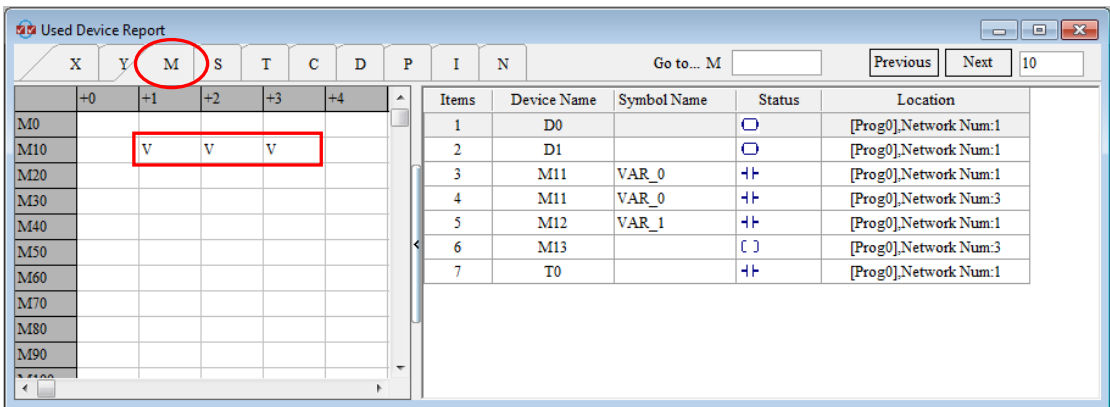 Used Device Report
X Y M S T C D P I N Go to... M Previous Next 10
+0 +1 +2 +3 +4
M0
M10 V V V
M20
M30
M40
M50
M60
M70
M80
M90
Items Device Name Symbol Name Status Location
1 D0 [Prog0],Network Num:1
2 D1 [Prog0],Network Num:1
3 M11 VAR_0 [Prog0],Network Num:1
4 M11 VAR_0 [Prog0],Network Num:3
5 M12 VAR_1 [Prog0],Network Num:1
6 M13 [Prog0],Network Num:3
7 T0 [Prog0],Network Num:1